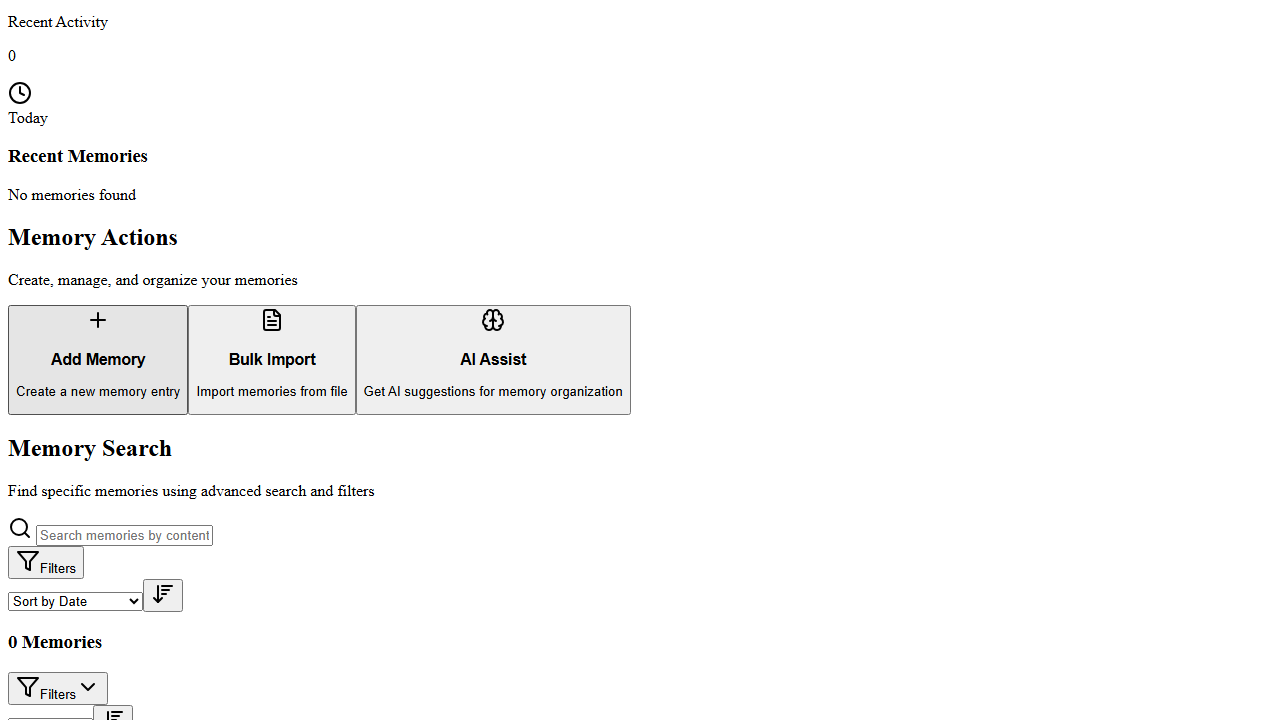 Recent Activity
0
Today
Recent Memories
No memories found
Memory Actions
Create, manage, and organize your memories
Add Memory
Create a new memory entry
Bulk Import
Import memories from file
AI Assist
Get AI suggestions for memory organization
Memory Search
Find specific memories using advanced search and filters
Search memories by content
Filters
Sort by Date
0 Memories
Filters